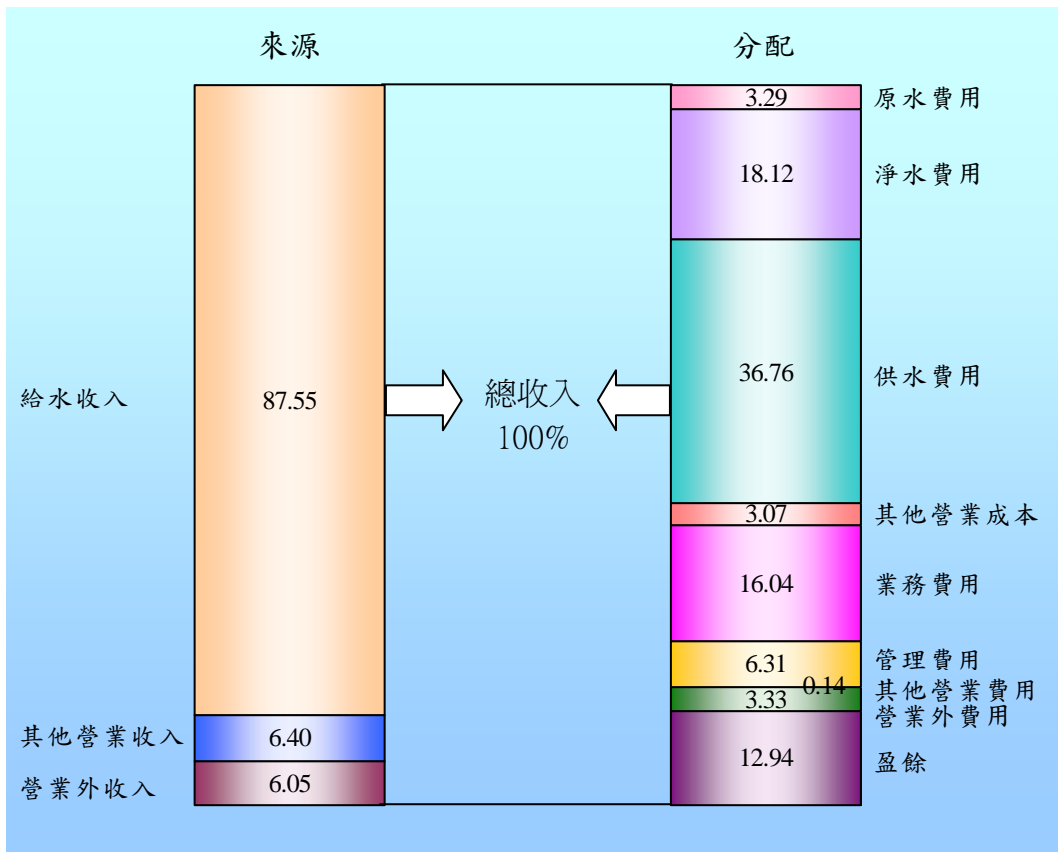 來源
分配
3.29
原水費用
18.12
淨水費用
36.76
供水費用
給水收入
87.55
總收入
100%
3.07
其他營業成本
16.04
業務費用
6.31
管理費用
0.14
其他營業費用
3.33
營業外費用
其他營業收入
6.40
12.94
盈餘
營業外收入
6.05